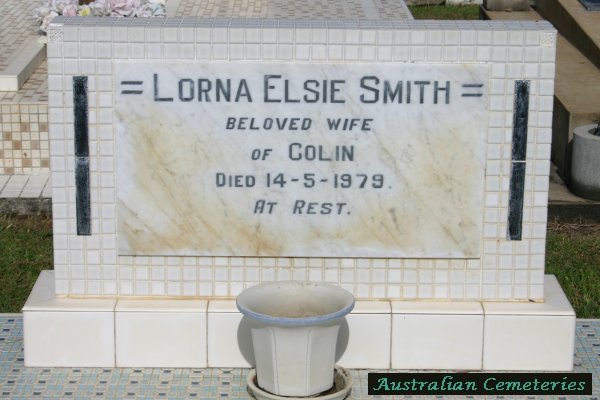 = LORNA ELSIE SMITH =
BELOVED WIFE
OF COLIN
DIED 14-5-1979.
AT REST.
Australian Cemeteries